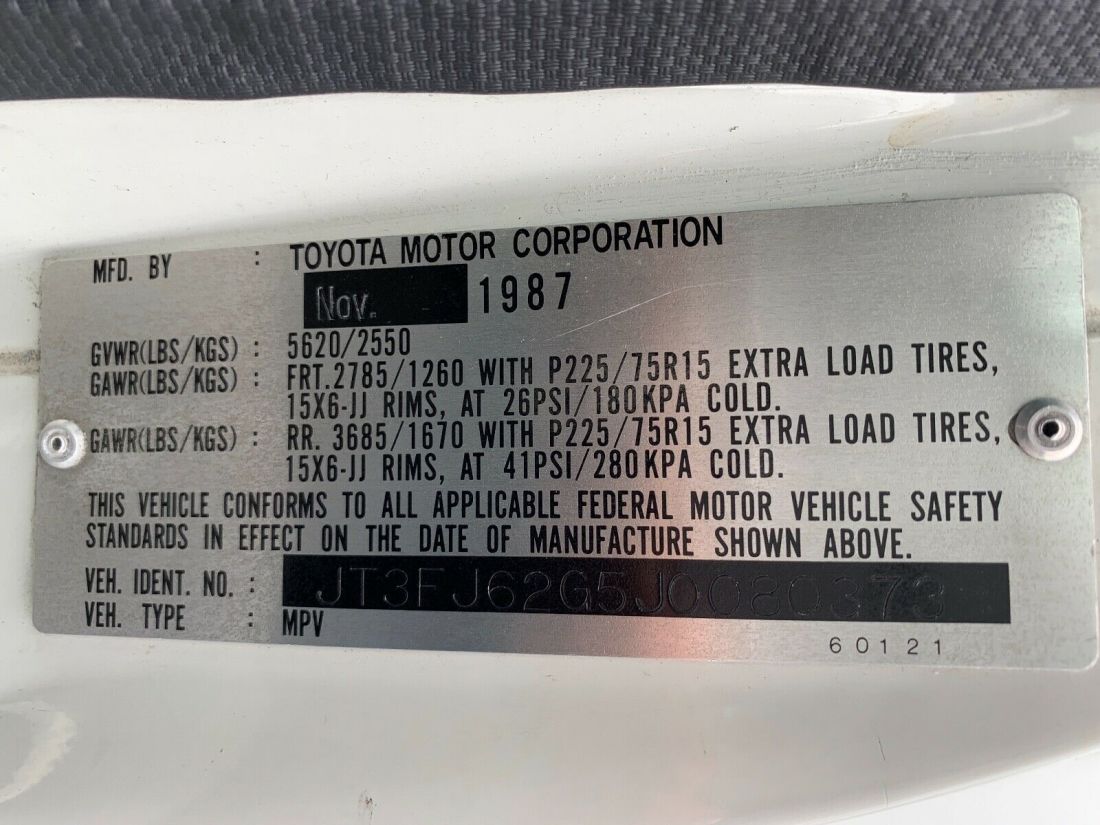 MFD. BY : TOYOTA MOTOR CORPORATION
Nov. 1987
GVWR(LBS/KGS) : 5620/2550
GAWR(LBS/KGS) : FRT.2785/1260 WITH P225/75R15 EXTRA LOAD TIRES,
15X6-JJ RIMS, AT 26PSI/180KPA COLD.
GAWR(LBS/KGS) : RR. 3685/1670 WITH P225/75R15 EXTRA LOAD TIRES,
15X6-JJ RIMS, AT 41PSI/280KPA COLD.
THIS VEHICLE CONFORMS TO ALL APPLICABLE FEDERAL MOTOR VEHICLE SAFETY
STANDARDS IN EFFECT ON THE DATE OF MANUFACTURE SHOWN ABOVE.
VEH. IDENT. NO. : JT3FJ62G5J0080373
VEH. TYPE : MPV
60121